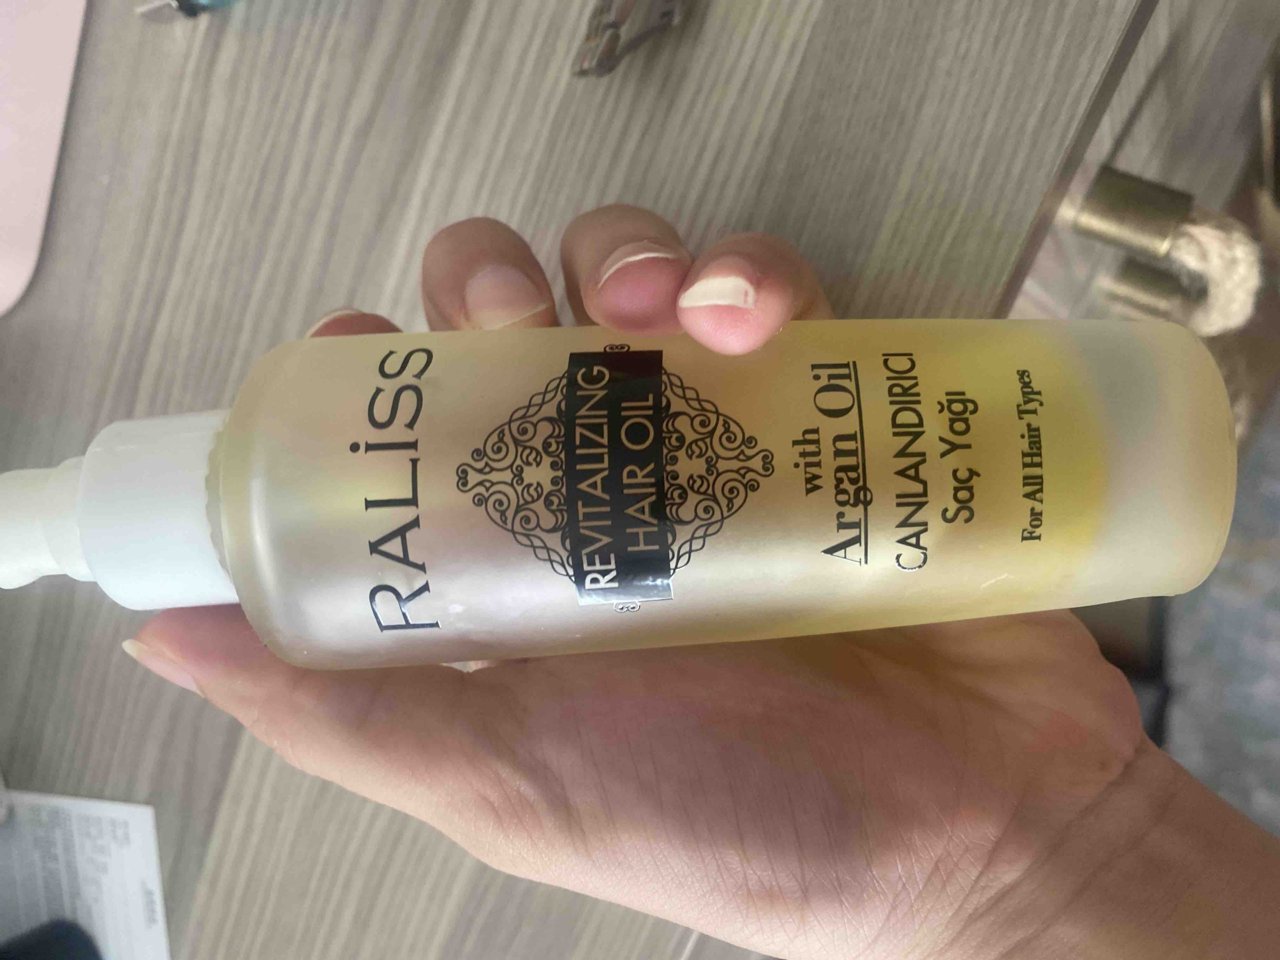 RALİSS
REVITALIZING
HAIR OIL
with
Argan Oil
CANLANDIRICI
Saç Yağı
For All Hair Types